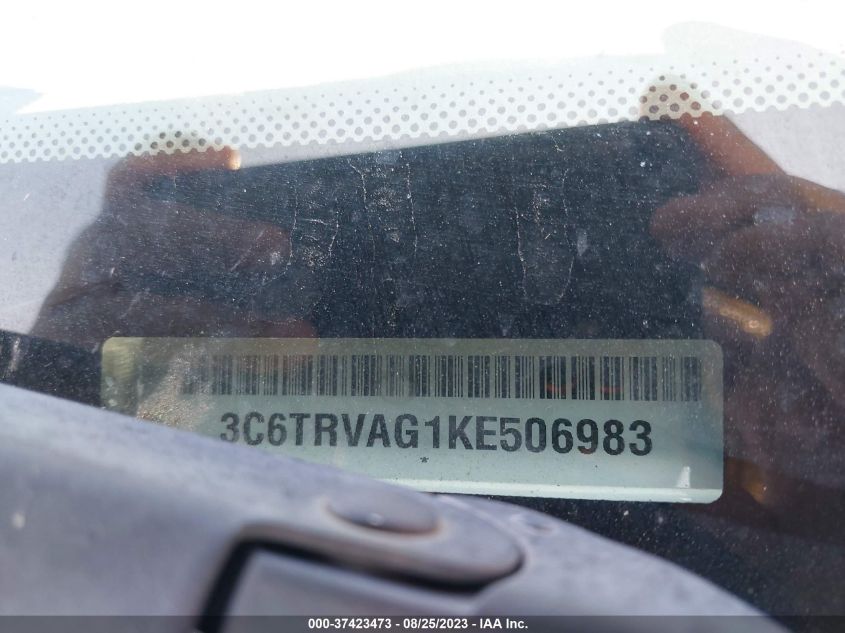 3C6TRVAG1KE506983
*
000-37423473 - 08/25/2023 - IAA Inc.